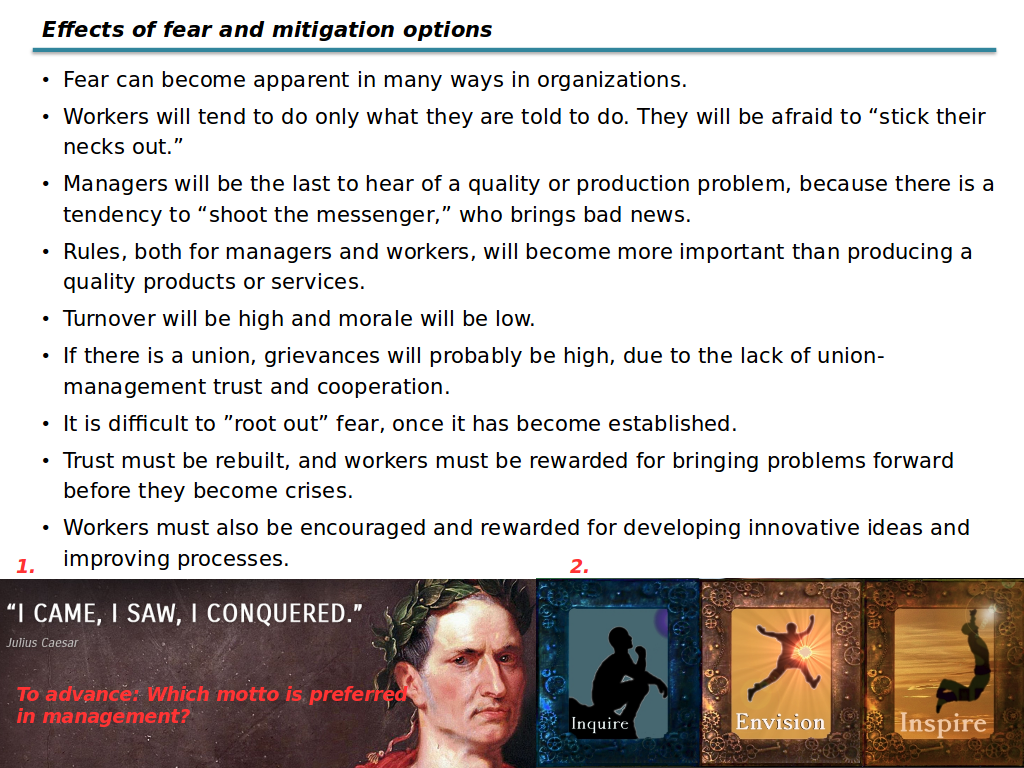 Effects of fear and mitigation options
• Fear can become apparent in many ways in organizations.
• Workers will tend to do only what they are told to do. They will be afraid to “stick their
necks out.”
• Managers will be the last to hear of a quality or production problem, because there is a
tendency to “shoot the messenger,” who brings bad news.
• Rules, both for managers and workers, will become more important than producing a
quality products or services.
• Turnover will be high and morale will be low.
• If there is a union, grievances will probably be high, due to the lack of union-
management trust and cooperation.
• It is difficult to ”root out” fear, once it has become established.
• Trust must be rebuilt, and workers must be rewarded for bringing problems forward
before they become crises.
• Workers must also be encouraged and rewarded for developing innovative ideas and
improving processes.
1.
“I CAME, I SAW, I CONQUERED.”
Julius Caesar
To advance: Which motto is preferred
in management?
2.
Inquire
Envision
Inspire